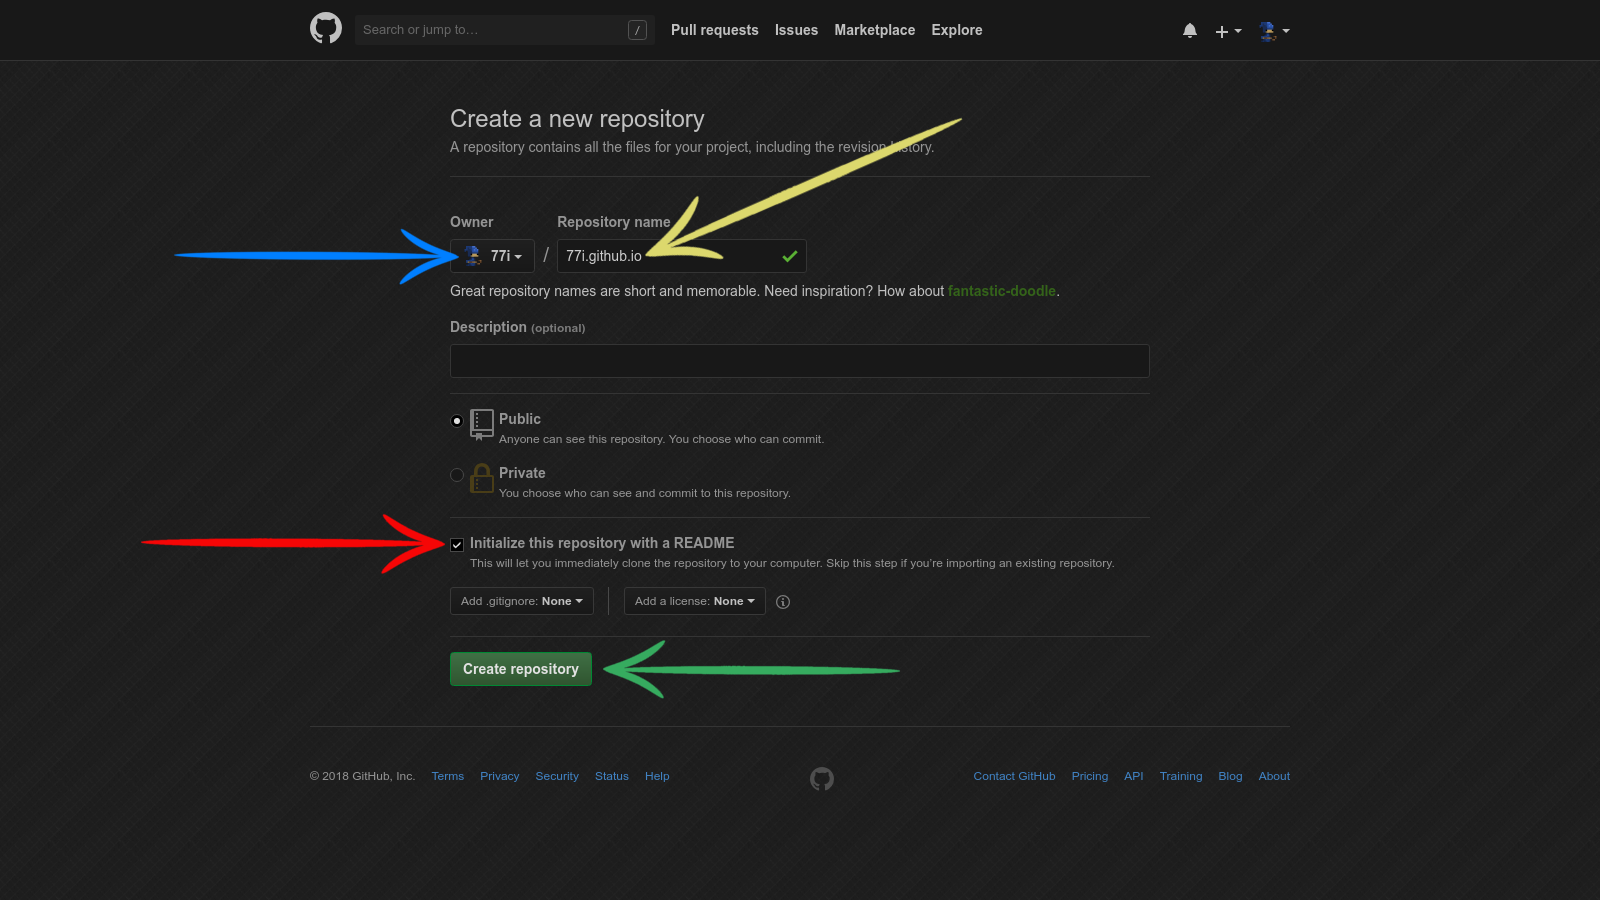 Search or jump to…
/
Pull requests
Issues
Marketplace
Explore
Create a new repository
A repository contains all the files for your project, including the revision history.
Owner
Repository name
77i
/
77i.github.io
Great repository names are short and memorable. Need inspiration? How about fantastic-doodle.
Description (optional)
Public
Anyone can see this repository. You choose who can commit.
Private
You choose who can see and commit to this repository.
Initialize this repository with a README
This will let you immediately clone the repository to your computer. Skip this step if you're importing an existing repository.
Add .gitignore: None
Add a license: None
Create repository
© 2018 GitHub, Inc.
Terms
Privacy
Security
Status
Help
Contact GitHub
Pricing
API
Training
Blog
About